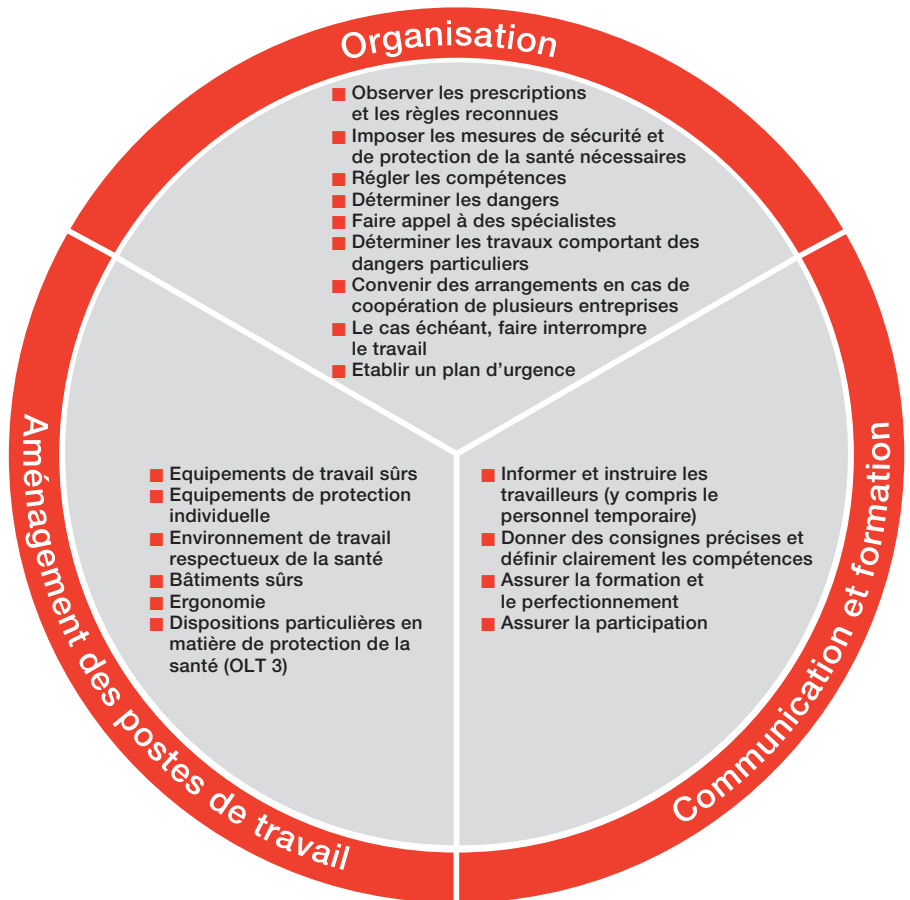 Organisation
■ Observer les prescriptions
et les règles reconnues
■ Imposer les mesures de sécurité et
de protection de la santé nécessaires
■ Régler les compétences
■ Déterminer les dangers
■ Faire appel à des spécialistes
■ Déterminer les travaux comportant des
dangers particuliers
■ Convenir des arrangements en cas de
coopération de plusieurs entreprises
■ Le cas échéant, faire interrompre
le travail
■ Etablir un plan d’urgence
Aménagement des postes de travail
■ Equipements de travail sûrs
■ Equipements de protection
individuelle
■ Environnement de travail
respectueux de la santé
■ Bâtiments sûrs
■ Ergonomie
■ Dispositions particulières en
matière de protection de la
santé (OLT 3)
Communication et formation
■ Informer et instruire les
travailleurs (y compris le
personnel temporaire)
■ Donner des consignes précises et
définir clairement les compétences
■ Assurer la formation et
le perfectionnement
■ Assurer la participation